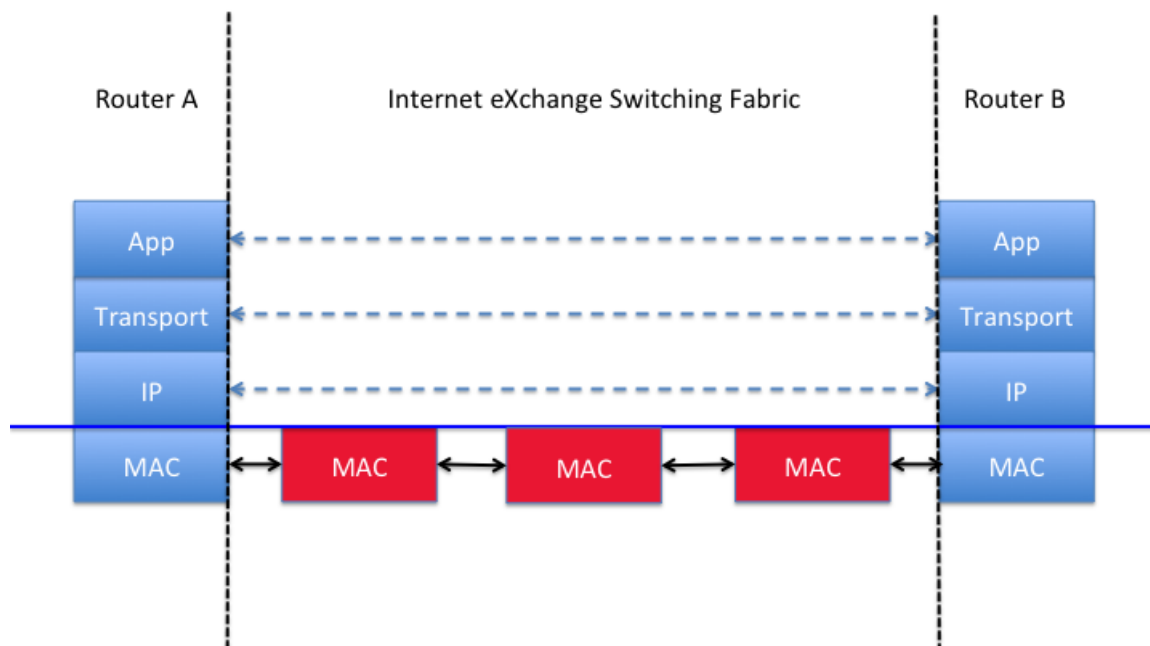 Router A
Internet eXchange Switching Fabric
Router B
App
App
Transport
Transport
IP
IP
MAC
MAC
MAC
MAC
MAC